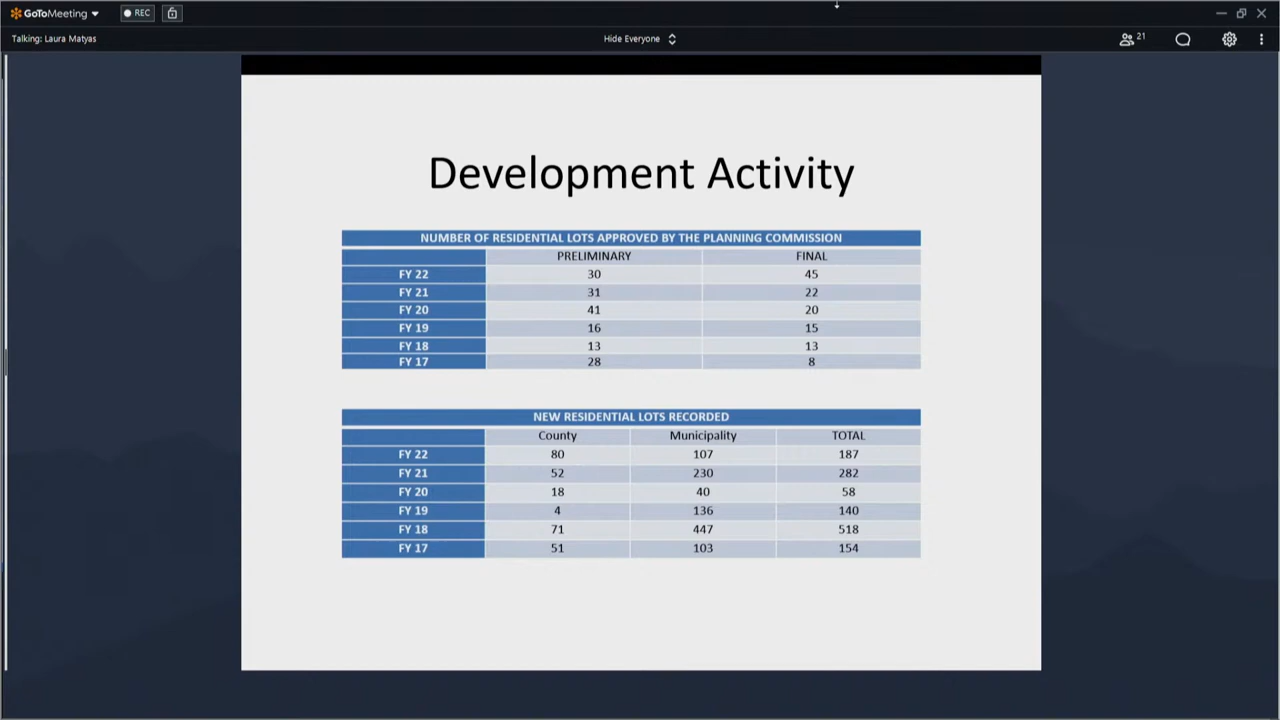 GoToMeeting
REC
Talking: Laura Matyas
Hide Everyone
21
Development Activity
NUMBER OF RESIDENTIAL LOTS APPROVED BY THE PLANNING COMMISSION
PRELIMINARY FINAL
FY 22 30 45
FY 21 31 22
FY 20 41 20
FY 19 16 15
FY 18 13 13
FY 17 28 8
NEW RESIDENTIAL LOTS RECORDED
County Municipality TOTAL
FY 22 80 107 187
FY 21 52 230 282
FY 20 18 40 58
FY 19 4 136 140
FY 18 71 447 518
FY 17 51 103 154